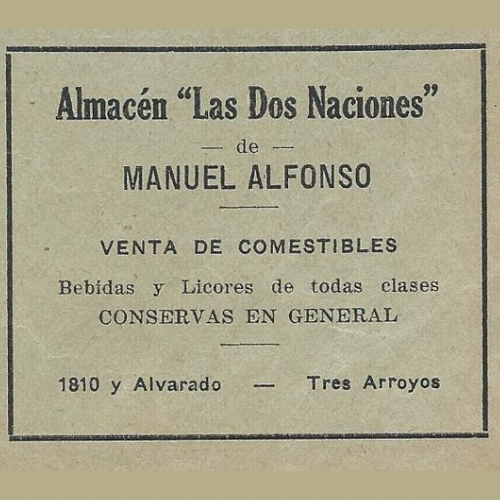 Almacén "Las Dos Naciones"
— de —
MANUEL ALFONSO
VENTA DE COMESTIBLES
Bebidas y Licores de todas clases
CONSERVAS EN GENERAL
1810 y Alvarado — Tres Arroyos